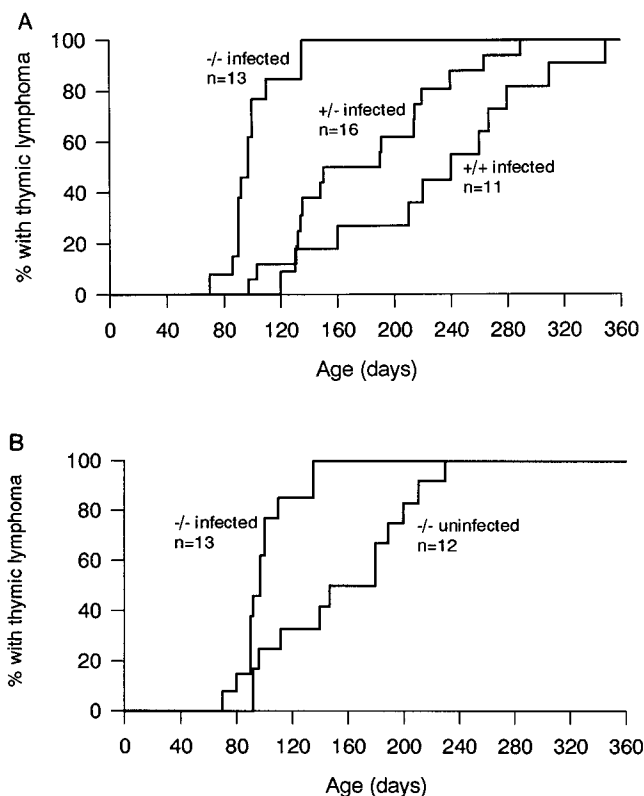 A
% with thymic lymphoma
100
80
60
40
20
0
-/- infected
n=13
+/- infected
n=16
+/+ infected
n=11
0 40 80 120 160 200 240 280 320 360
Age (days)
B
% with thymic lymphoma
100
80
60
40
20
0
-/- infected
n=13
-/- uninfected
n=12
0 40 80 120 160 200 240 280 320 360
Age (days)